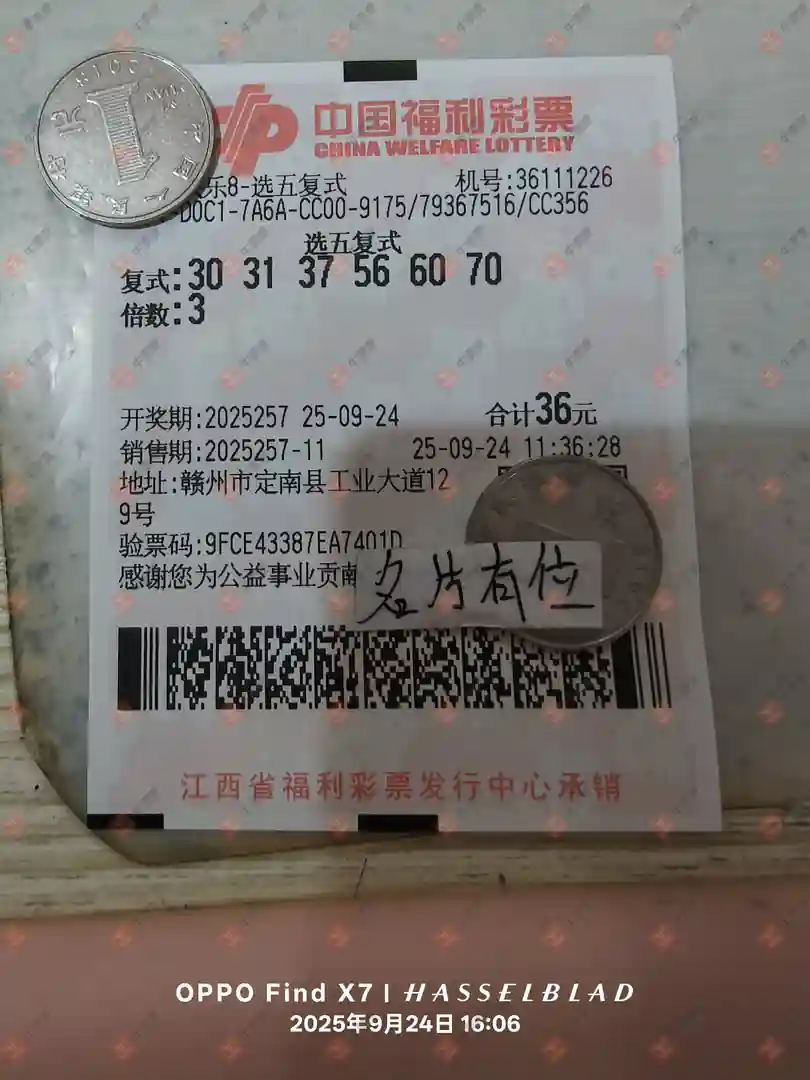 中国福利彩票
CHINA WELFARE LOTTERY
乐8-选五复式 机号:36111226
D0C1-7A6A-CC00-9175/79367516/CC356
选五复式
复式:30 31 37 56 60 70
倍数:3
开奖期:2025257 25-09-24 合计36元
销售期:2025257-11 25-09-24 11:36:28
地址:赣州市定南县工业大道12
9号
验票码:9FCE43387EA7401D
感谢您为公益事业贡献
名片有位
江西省福利彩票发行中心承销
OPPO Find X7 | HASSELBLAD
2025年9月24日 16:06